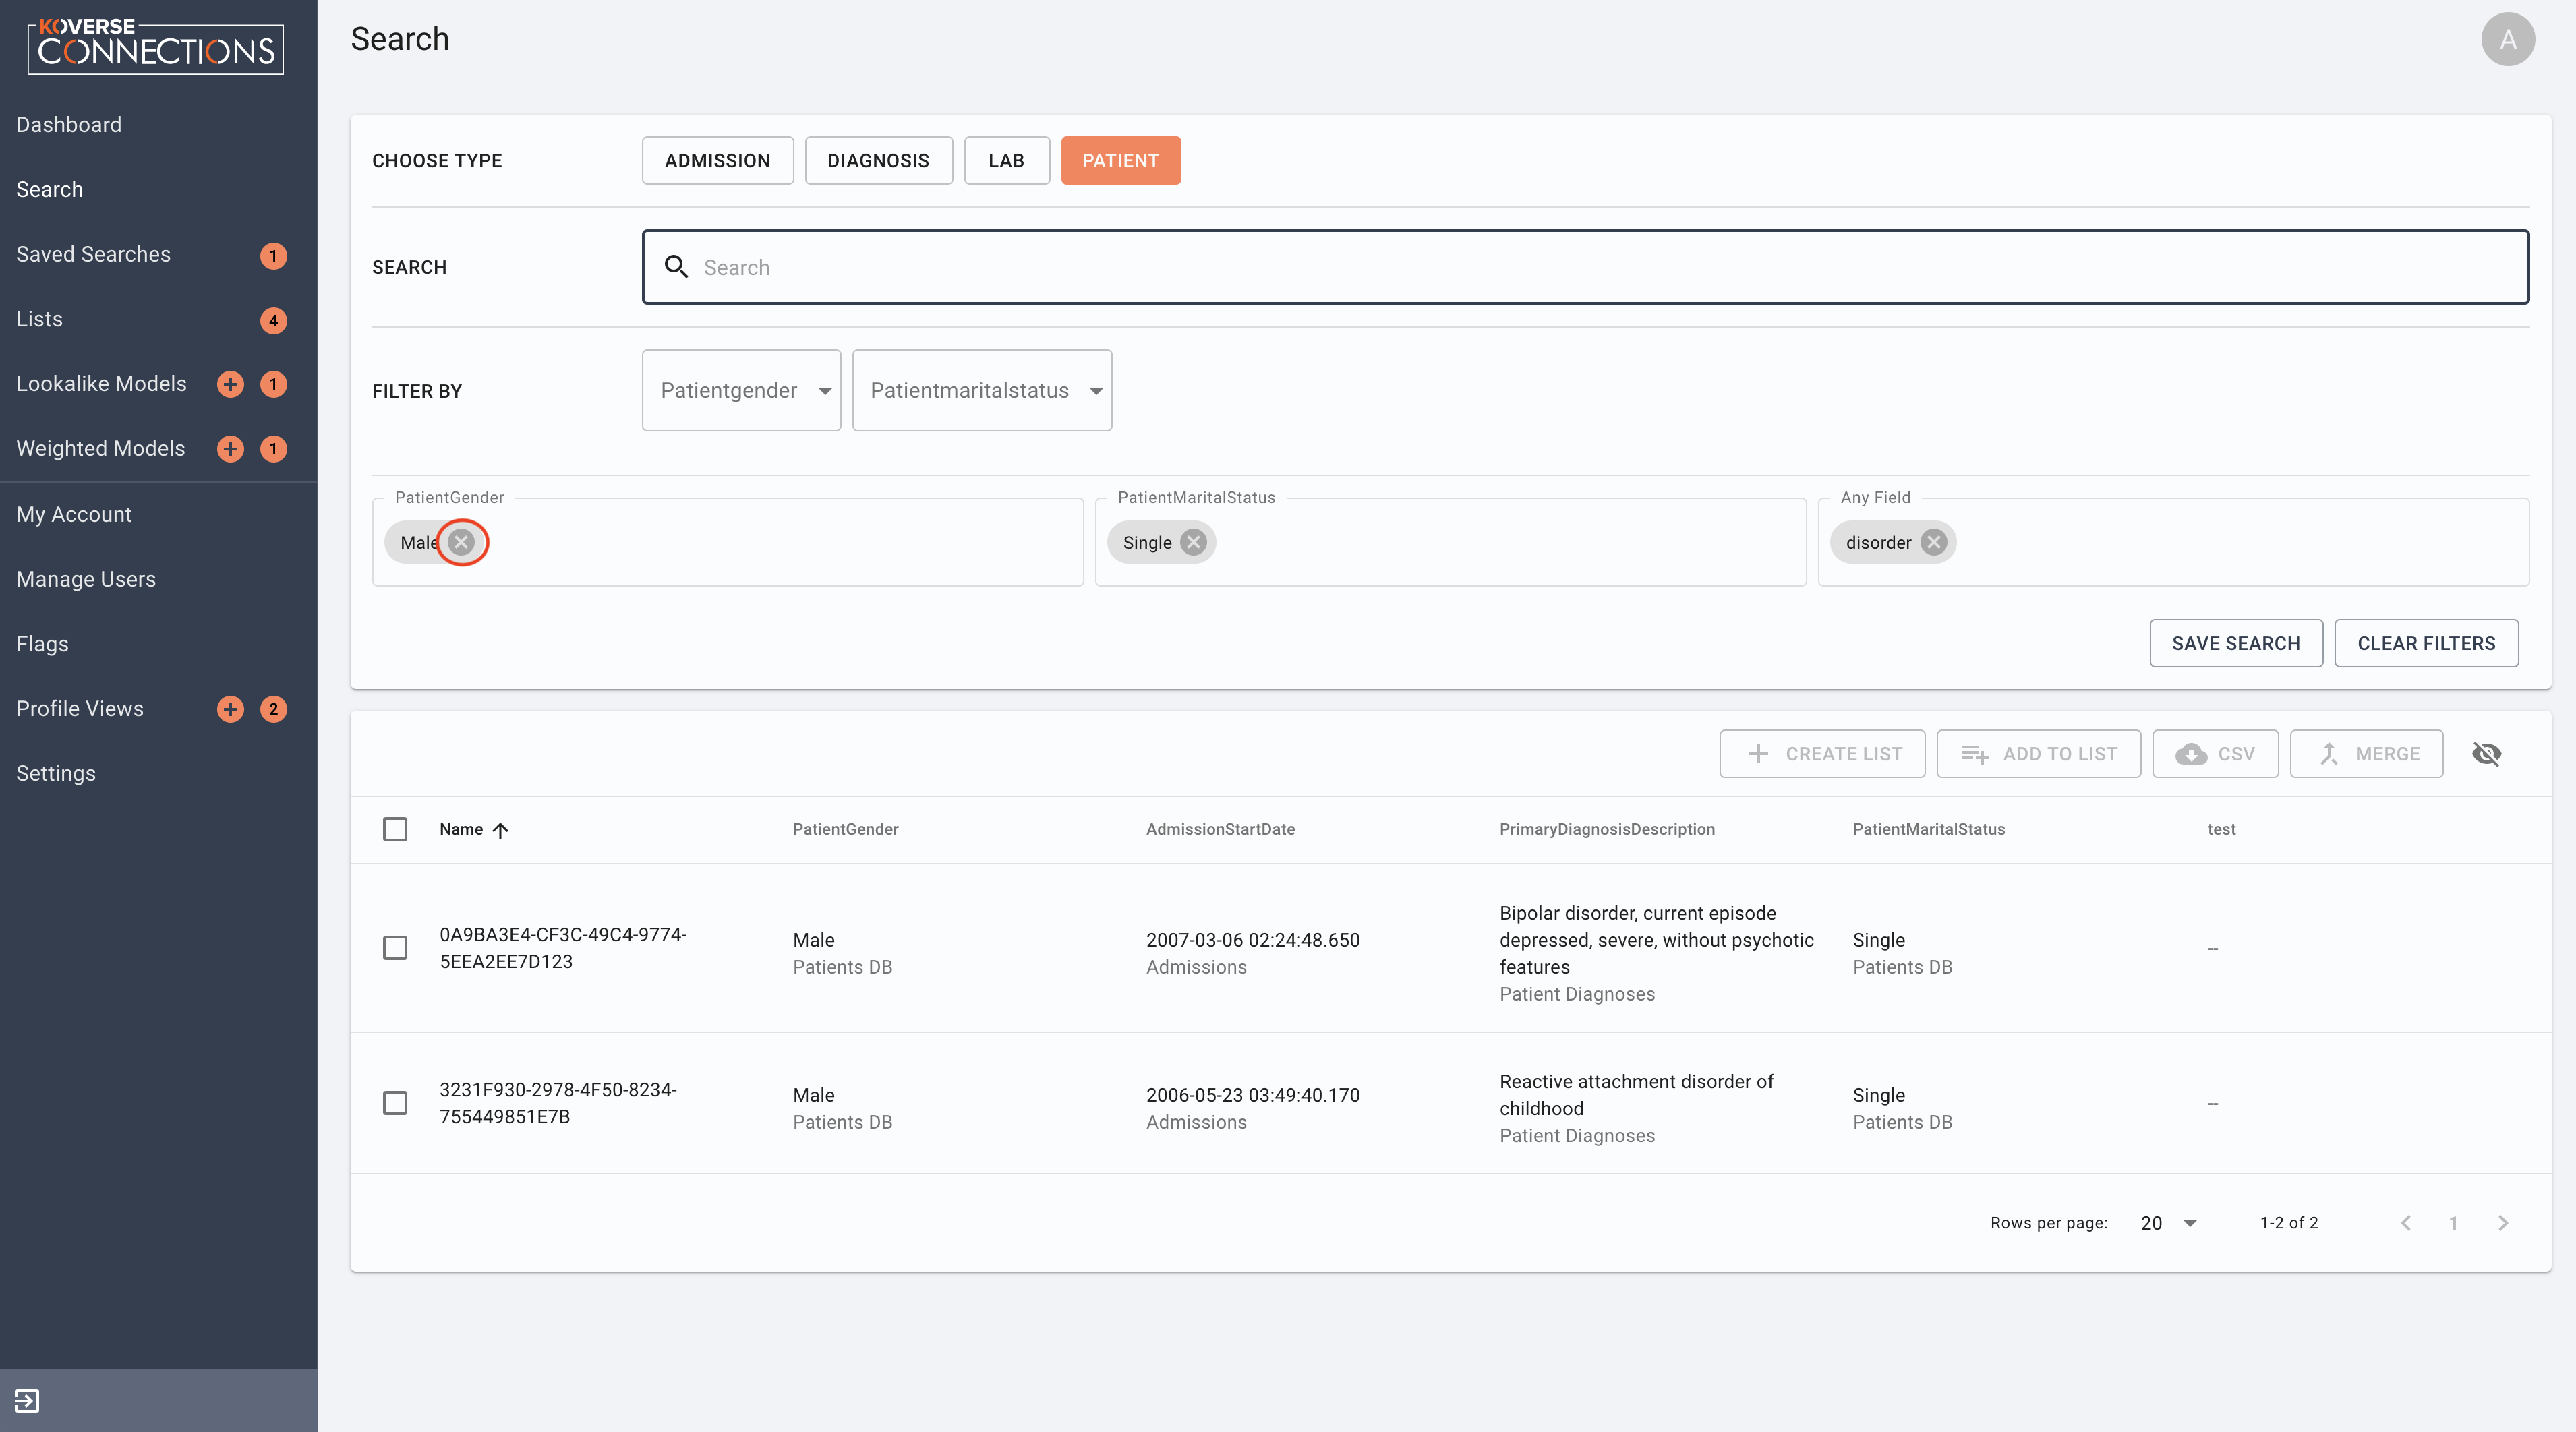 KOVERSE
CONNECTIONS
Dashboard
Search
Saved Searches 1
Lists 4
Lookalike Models + 1
Weighted Models + 1
My Account
Manage Users
Flags
Profile Views + 2
Settings
Search
A
CHOOSE TYPE ADMISSION DIAGNOSIS LAB PATIENT
SEARCH Search
FILTER BY Patientgender Patientmaritalstatus
PatientGender PatientMaritalStatus Any Field
Male Single disorder
SAVE SEARCH CLEAR FILTERS
CREATE LIST ADD TO LIST CSV MERGE
Name PatientGender AdmissionStartDate PrimaryDiagnosisDescription PatientMaritalStatus test
0A9BA3E4-CF3C-49C4-9774-
5EEA2EE7D123
Male
Patients DB
2007-03-06 02:24:48.650
Admissions
Bipolar disorder, current episode
depressed, severe, without psychotic
features
Patient Diagnoses
Single
Patients DB
--
3231F930-2978-4F50-8234-
755449851E7B
Male
Patients DB
2006-05-23 03:49:40.170
Admissions
Reactive attachment disorder of
childhood
Patient Diagnoses
Single
Patients DB
--
Rows per page: 20 1-2 of 2 1